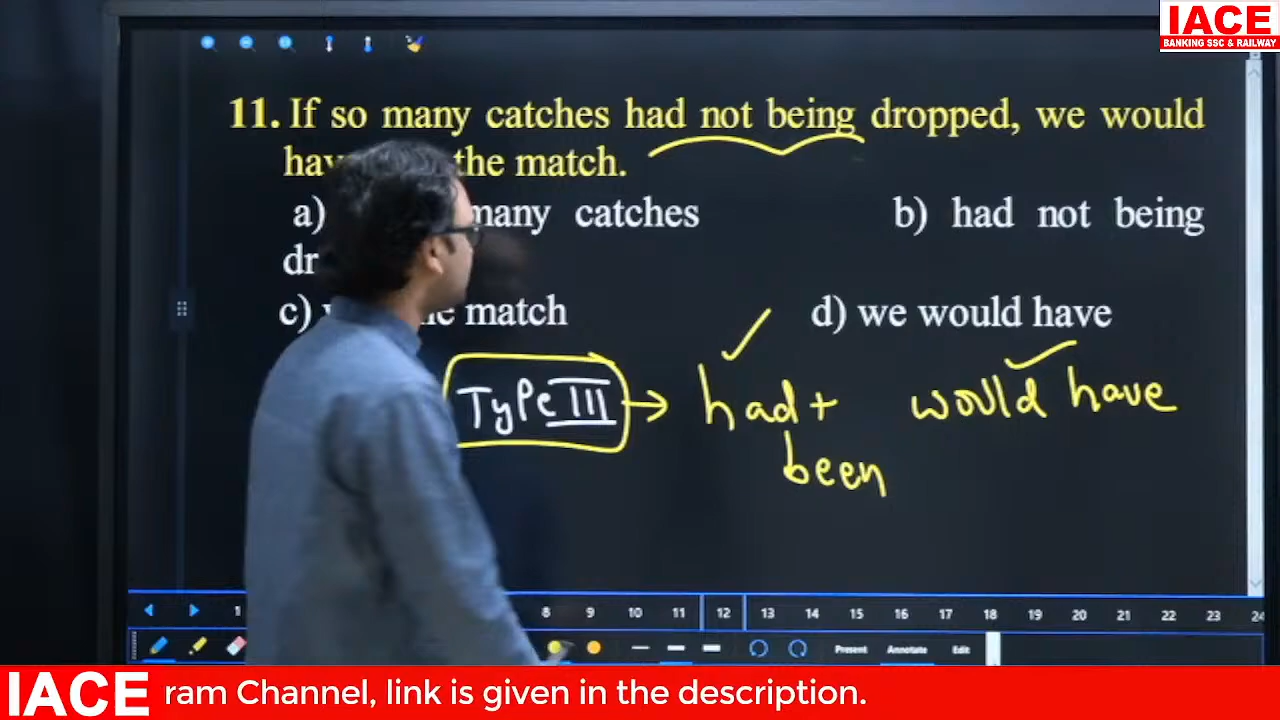 IACE
BANKING SSC & RAILWAY
11. If so many catches had not being dropped, we would
hav the match.
a) many catches b) had not being
dr
c) the match d) we would have
Type III → had + would have
been
1 8 9 10 11 12 13 14 15 16 17 18 19 20 21 22 23 24
Present Annotate Edit
IACE ram Channel, link is given in the description.